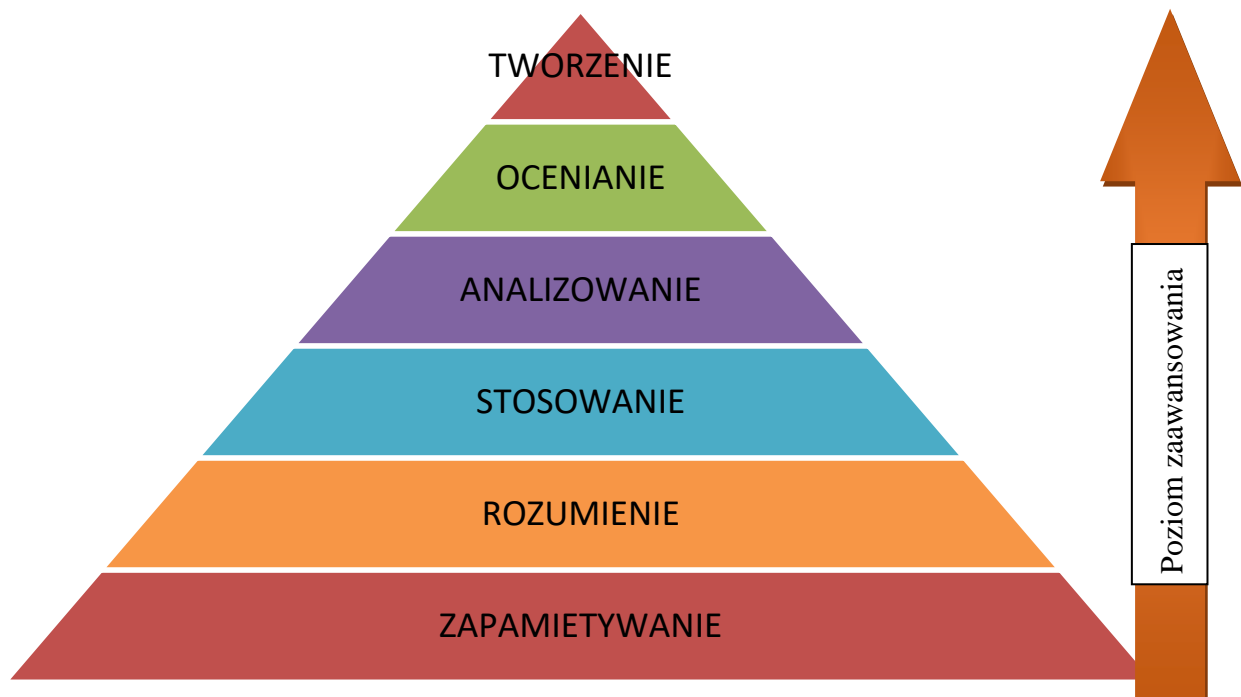 TWORZENIE
OCENIANIE
ANALIZOWANIE
STOSOWANIE
ROZUMIENIE
ZAPAMIETYWANIE
Poziom zaawansowania